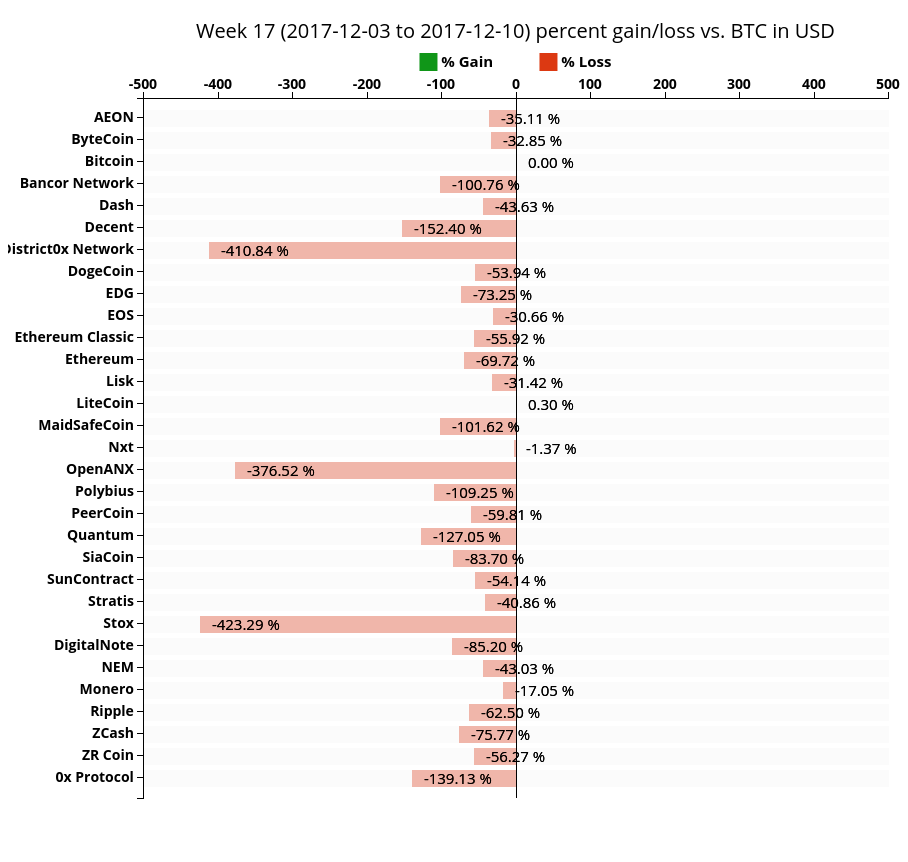 Week 17 (2017-12-03 to 2017-12-10) percent gain/loss vs. BTC in USD
% Gain % Loss
-500 -400 -300 -200 -100 0 100 200 300 400 500
AEON -35.11 %
ByteCoin -32.85 %
Bitcoin 0.00 %
Bancor Network -100.76 %
Dash -43.63 %
Decent -152.40 %
District0x Network -410.84 %
DogeCoin -53.94 %
EDG -73.25 %
EOS -30.66 %
Ethereum Classic -55.92 %
Ethereum -69.72 %
Lisk -31.42 %
LiteCoin 0.30 %
MaidSafeCoin -101.62 %
Nxt -1.37 %
OpenANX -376.52 %
Polybius -109.25 %
PeerCoin -59.81 %
Quantum -127.05 %
SiaCoin -83.70 %
SunContract -54.14 %
Stratis -40.86 %
Stox -423.29 %
DigitalNote -85.20 %
NEM -43.03 %
Monero -17.05 %
Ripple -62.50 %
ZCash -75.77 %
ZR Coin -56.27 %
0x Protocol -139.13 %